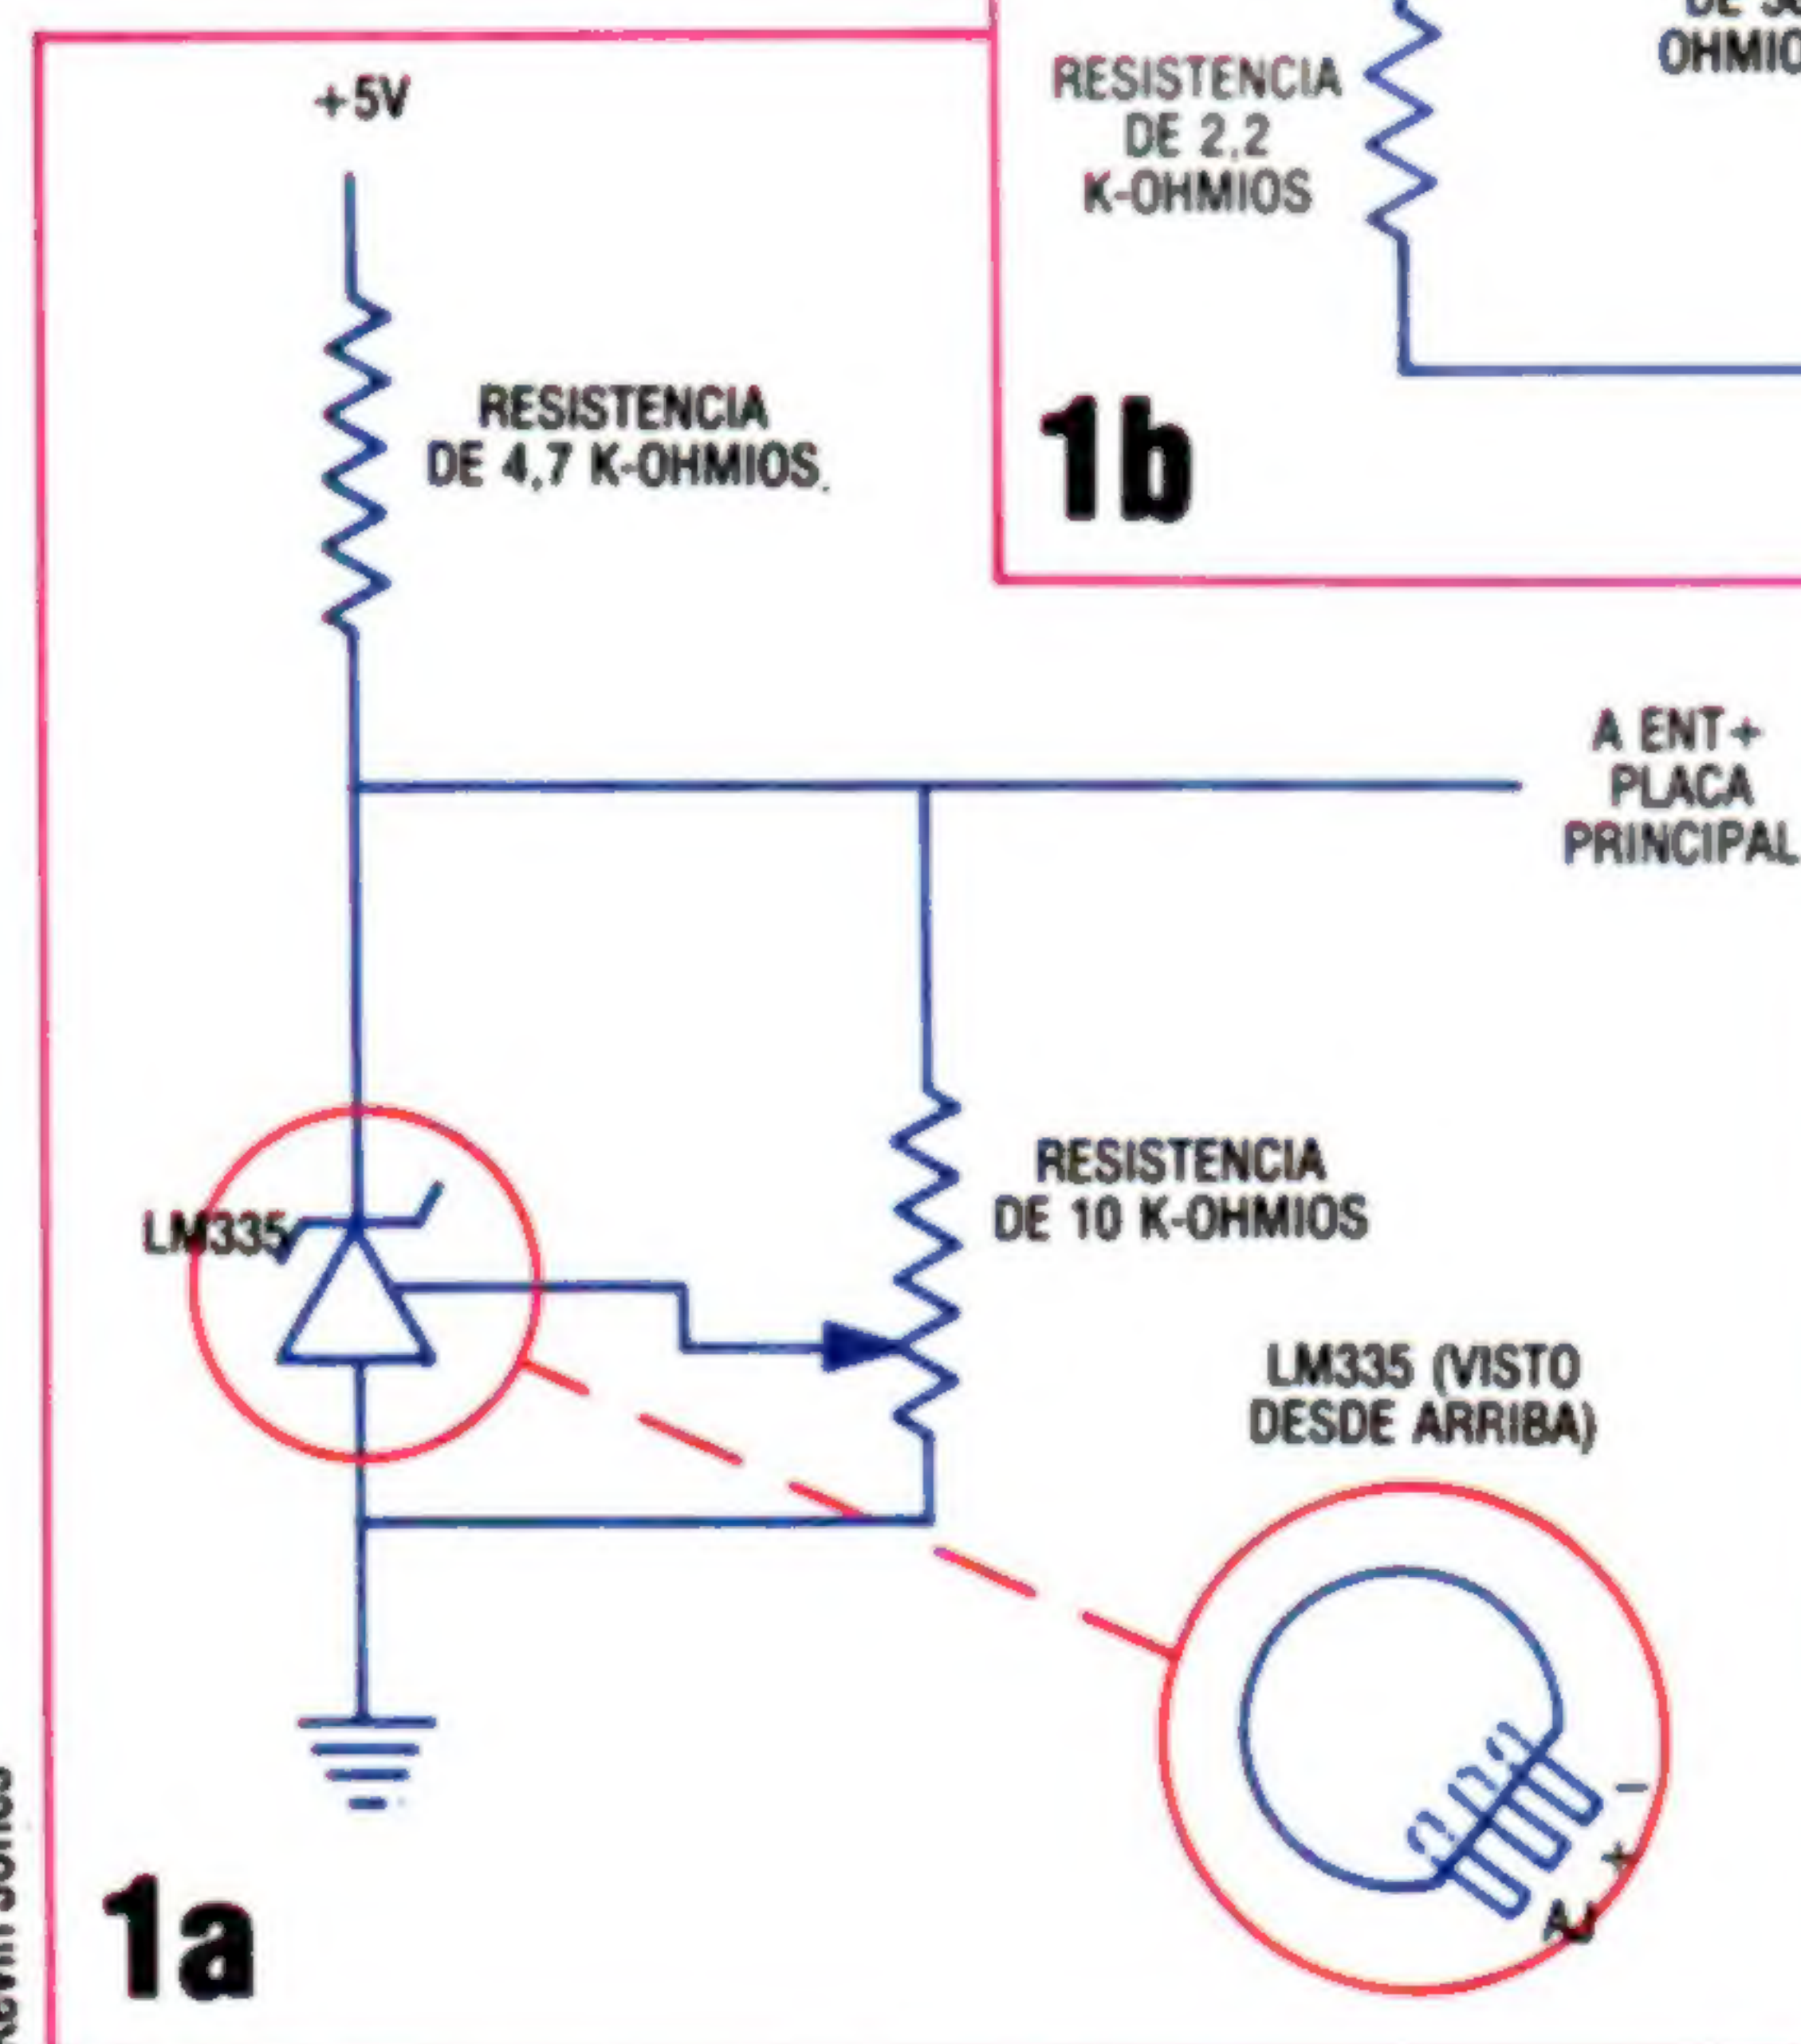 +5V
RESISTENCIA
DE 4,7 K-OHMIOS.
RESISTENCIA
DE 2,2
K-OHMIOS
OHMIO
1b
A ENT+
PLACA
PRINCIPAL
LM335
RESISTENCIA
DE 10 K-OHMIOS
LM335 (VISTO
DESDE ARRIBA)
–
+
AJ
1a